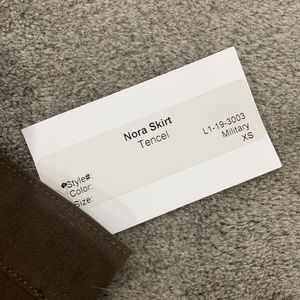 Nora Skirt
Tencel
Style#: L1-19-3003
Color: Military
Size: XS